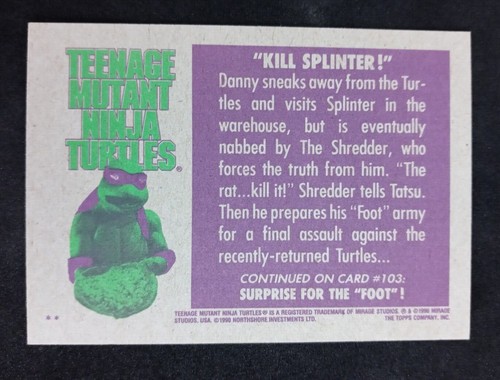 TEENAGE
MUTANT
NINJA
TURTLES®
"KILL SPLINTER!"
Danny sneaks away from the Tur-
tles and visits Splinter in the
warehouse, but is eventually
nabbed by The Shredder, who
forces the truth from him. "The
rat...kill it!" Shredder tells Tatsu.
Then he prepares his "Foot" army
for a final assault against the
recently-returned Turtles...
CONTINUED ON CARD #103:
SURPRISE FOR THE "FOOT"!
TEENAGE MUTANT NINJA TURTLES® IS A REGISTERED TRADEMARK OF MIRAGE STUDIOS. ® & ©1990 MIRAGE
STUDIOS, USA. ©1990 NORTHSHORE INVESTMENTS LTD. THE TOPPS COMPANY, INC.
**